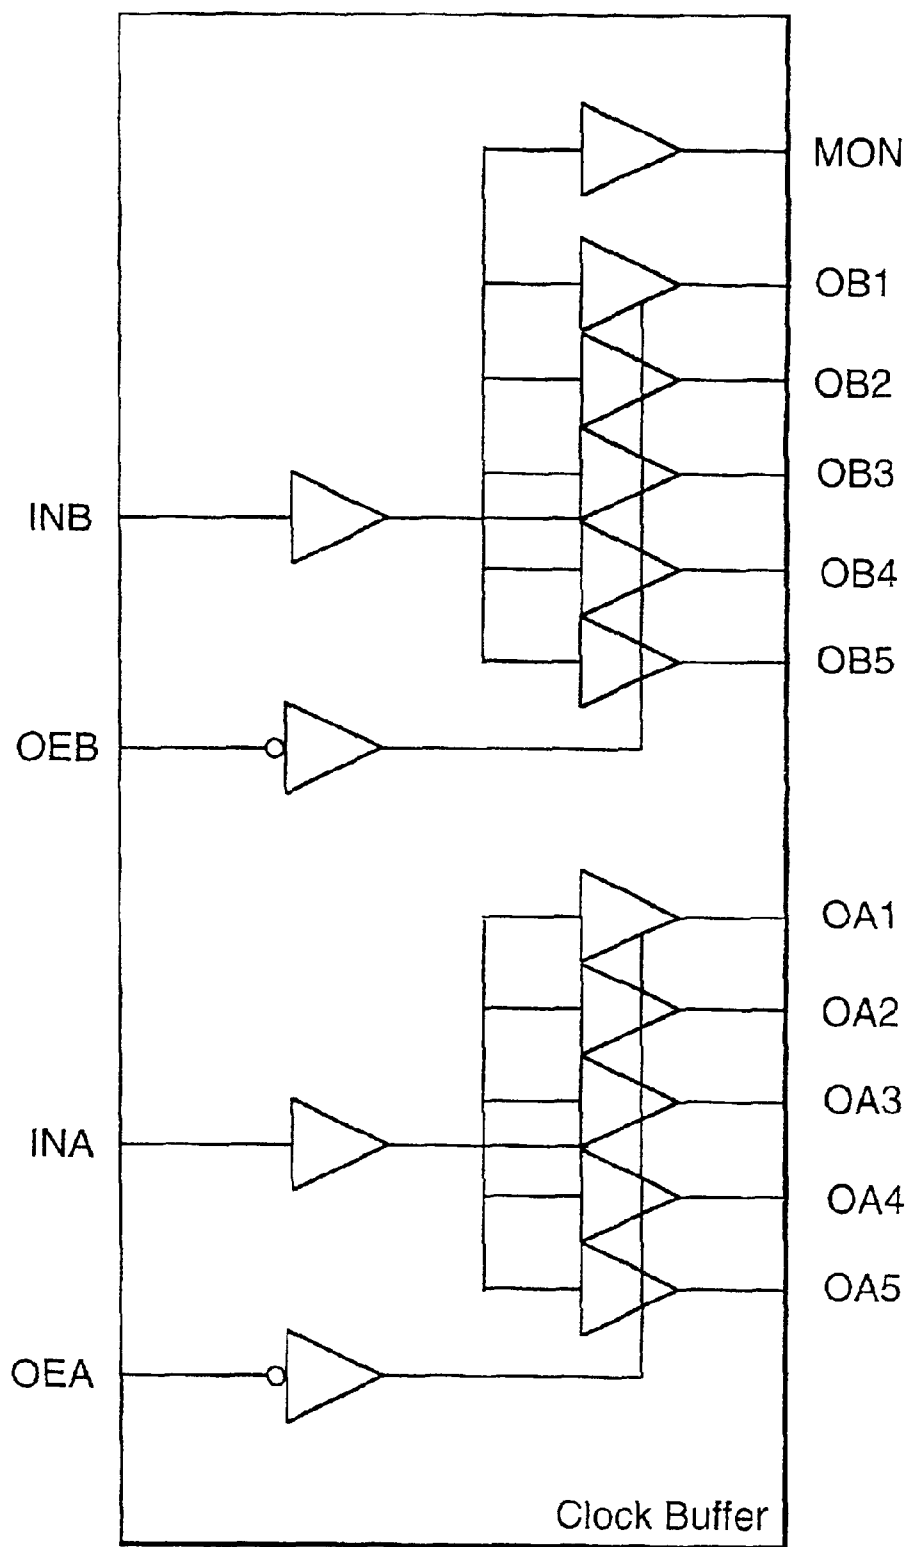 MON
OB1
OB2
OB3
INB
OB4
OB5
OEB
OA1
OA2
OA3
INA
OA4
OA5
OEA
Clock Buffer